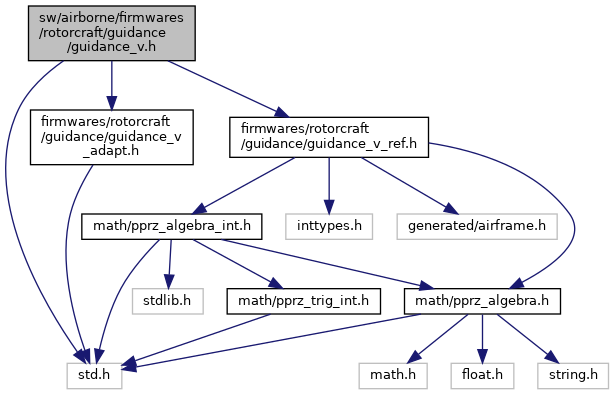 sw/airborne/firmwares
/rotorcraft/guidance
/guidance_v.h
firmwares/rotorcraft
/guidance/guidance_v
_adapt.h
firmwares/rotorcraft
/guidance/guidance_v_ref.h
math/pprz_algebra_int.h
inttypes.h
generated/airframe.h
stdlib.h
math/pprz_trig_int.h
math/pprz_algebra.h
std.h
math.h
float.h
string.h